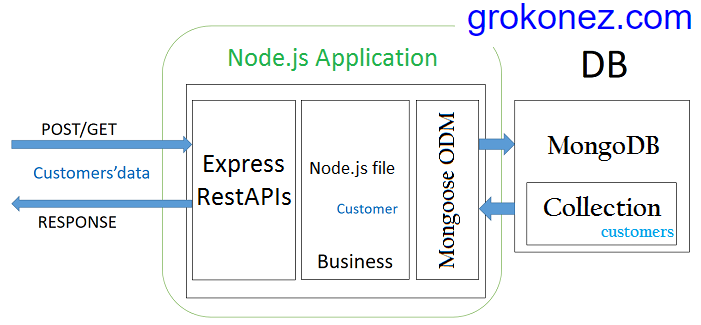 grokonez.com
Node.js Application
DB
POST/GET
Customers'data
RESPONSE
Express
RestAPIs
Node.js file
Customer
Business
Mongoose ODM
MongoDB
Collection
customers